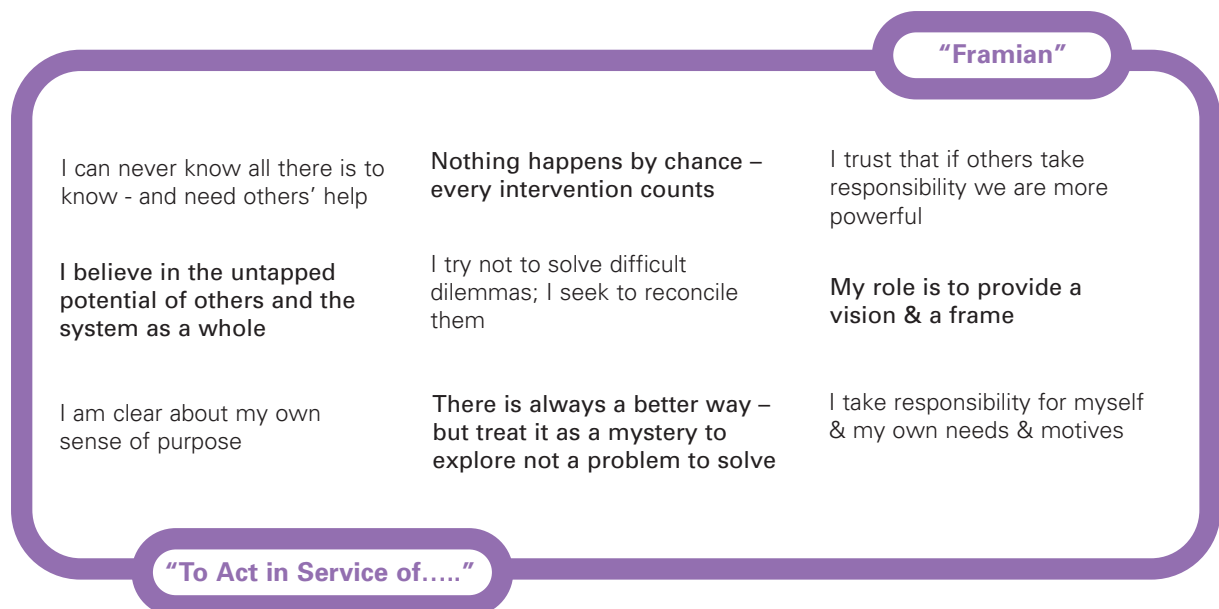 “Framian”
I can never know all there is to
know - and need others’ help
Nothing happens by chance –
every intervention counts
I trust that if others take
responsibility we are more
powerful
I believe in the untapped
potential of others and the
system as a whole
I try not to solve difficult
dilemmas; I seek to reconcile
them
My role is to provide a
vision & a frame
I am clear about my own
sense of purpose
There is always a better way –
but treat it as a mystery to
explore not a problem to solve
I take responsibility for myself
& my own needs & motives
“To Act in Service of…..”